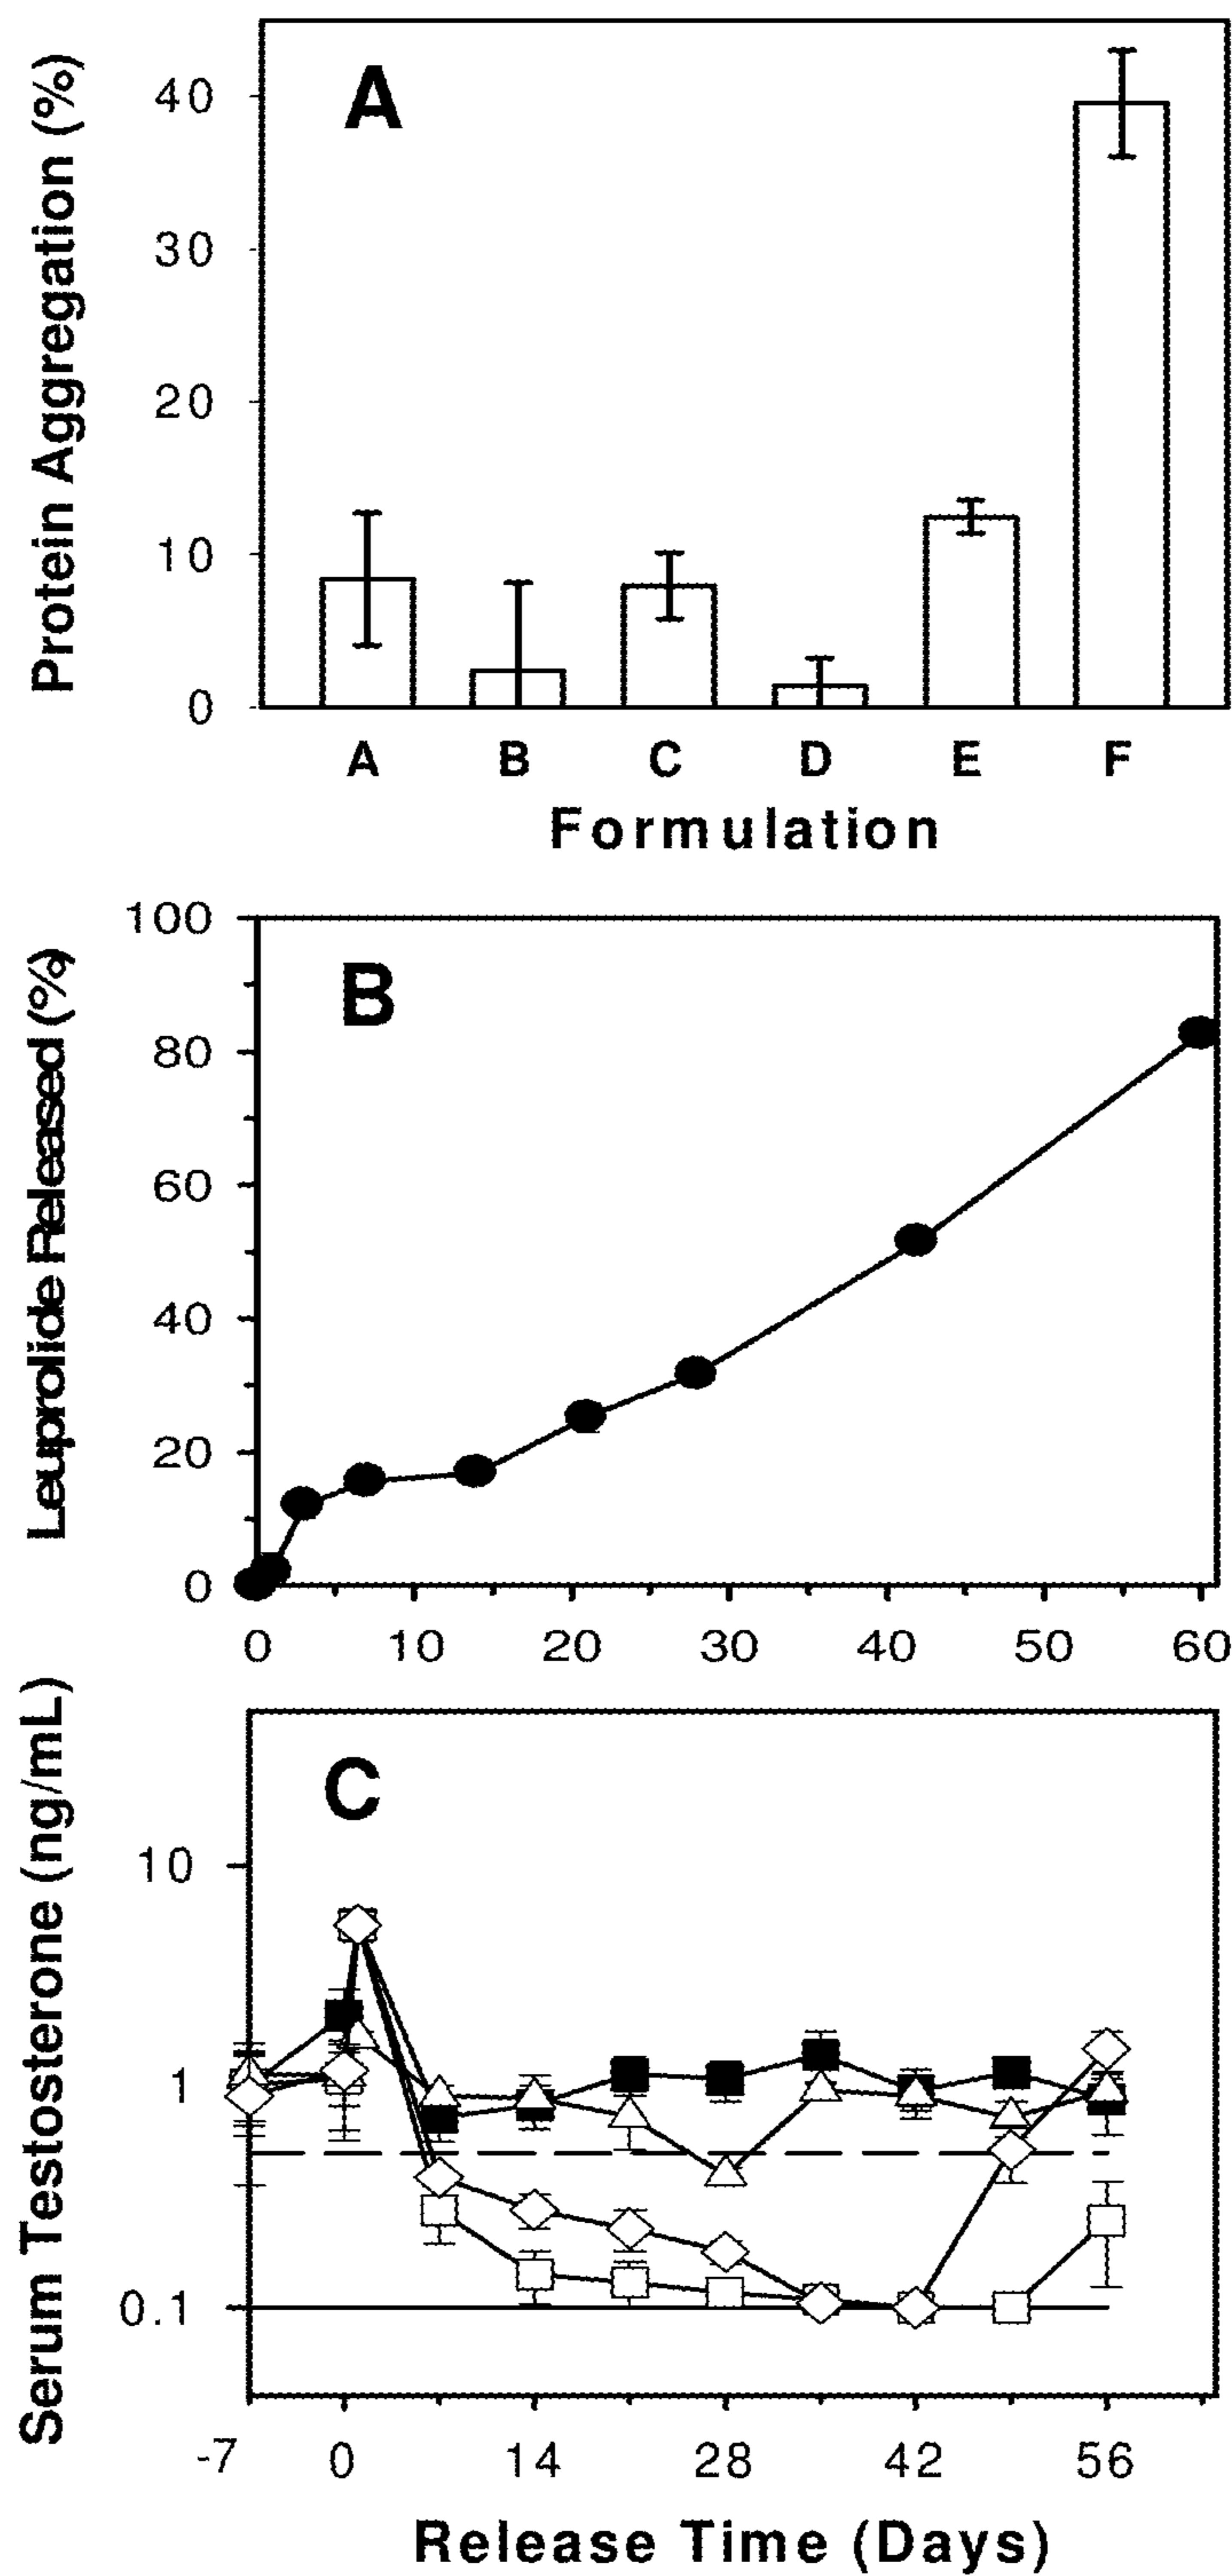 A
Protein Aggregation (%)
40
30
20
10
0
A B C D E F
Formulation
B
Leuprolide Released (%)
100
80
60
40
20
0
0 10 20 30 40 50 60
C
Serum Testosterone (ng/mL)
10
1
0.1
-7 0 14 28 42 56
Release Time (Days)